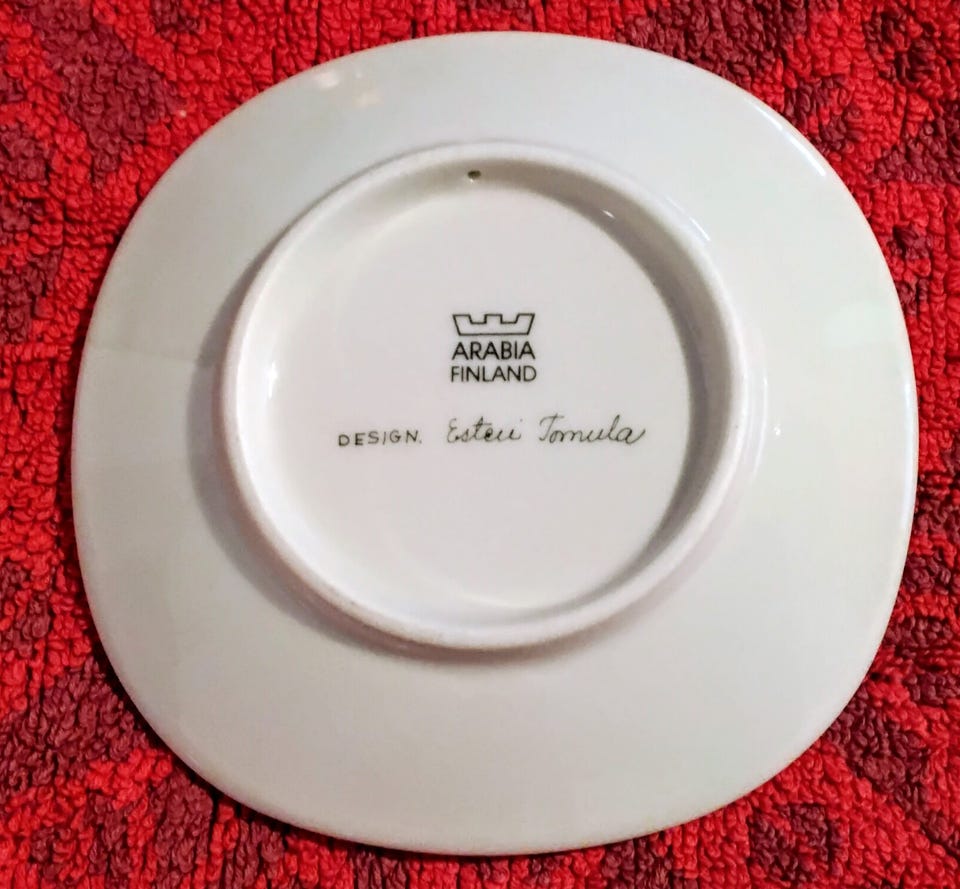 ARABIA
FINLAND
DESIGN. Esteri Tomula